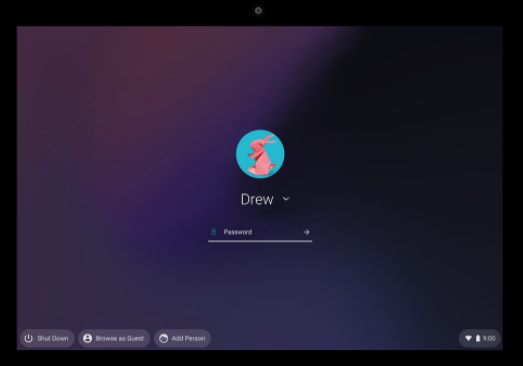 Drew
Password
Shut Down
Browse as Guest
Add Person
9:00